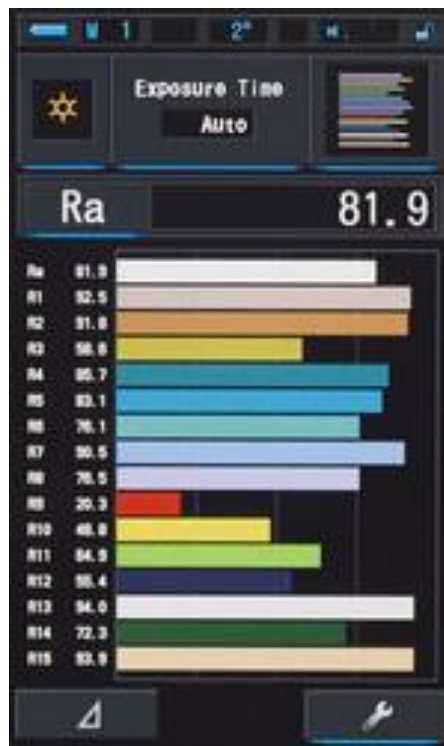 1 2°
Exposure Time
Auto
Ra 81.9
Ra 81.9
R1 92.5
R2 91.8
R3 58.8
R4 85.7
R5 83.1
R6 76.1
R7 90.5
R8 76.5
R9 20.3
R10 48.8
R11 64.9
R12 55.4
R13 94.0
R14 72.3
R15 93.9